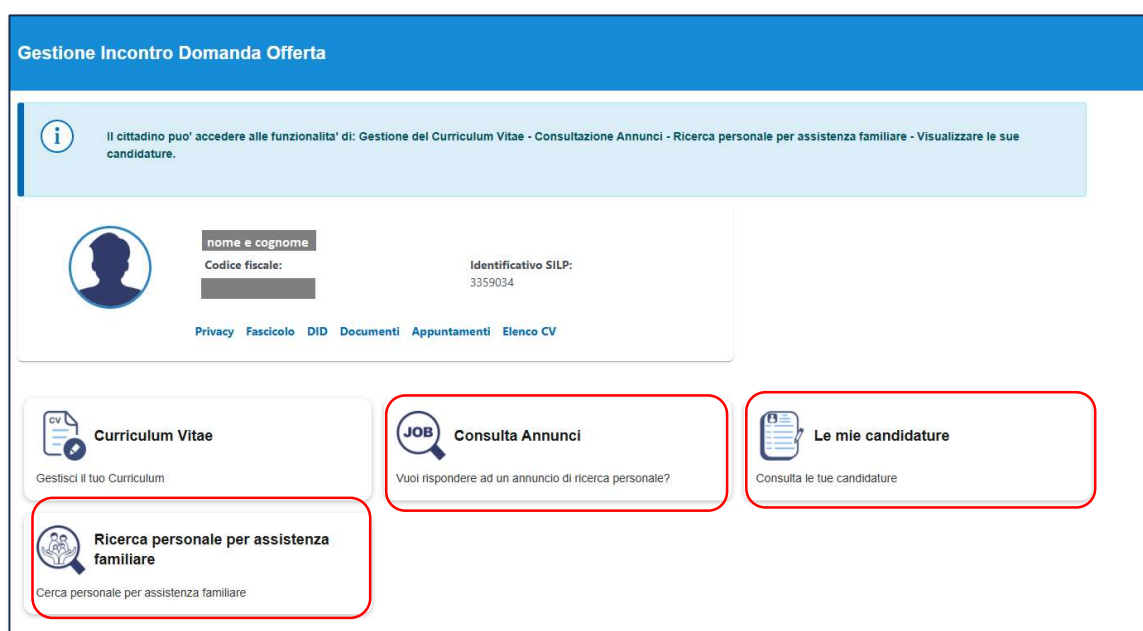 Gestione Incontro Domanda Offerta
i
Il cittadino puo' accedere alle funzionalita' di: Gestione del Curriculum Vitae - Consultazione Annunci - Ricerca personale per assistenza familiare - Visualizzare le sue
candidature.
nome e cognome
Codice fiscale:
Identificativo SILP:
3359034
Privacy Fascicolo DID Documenti Appuntamenti Elenco CV
CV
Curriculum Vitae
Gestisci il tuo Curriculum
JOB
Consulta Annunci
Vuoi rispondere ad un annuncio di ricerca personale?
Le mie candidature
Consulta le tue candidature
Ricerca personale per assistenza
familiare
Cerca personale per assistenza familiare